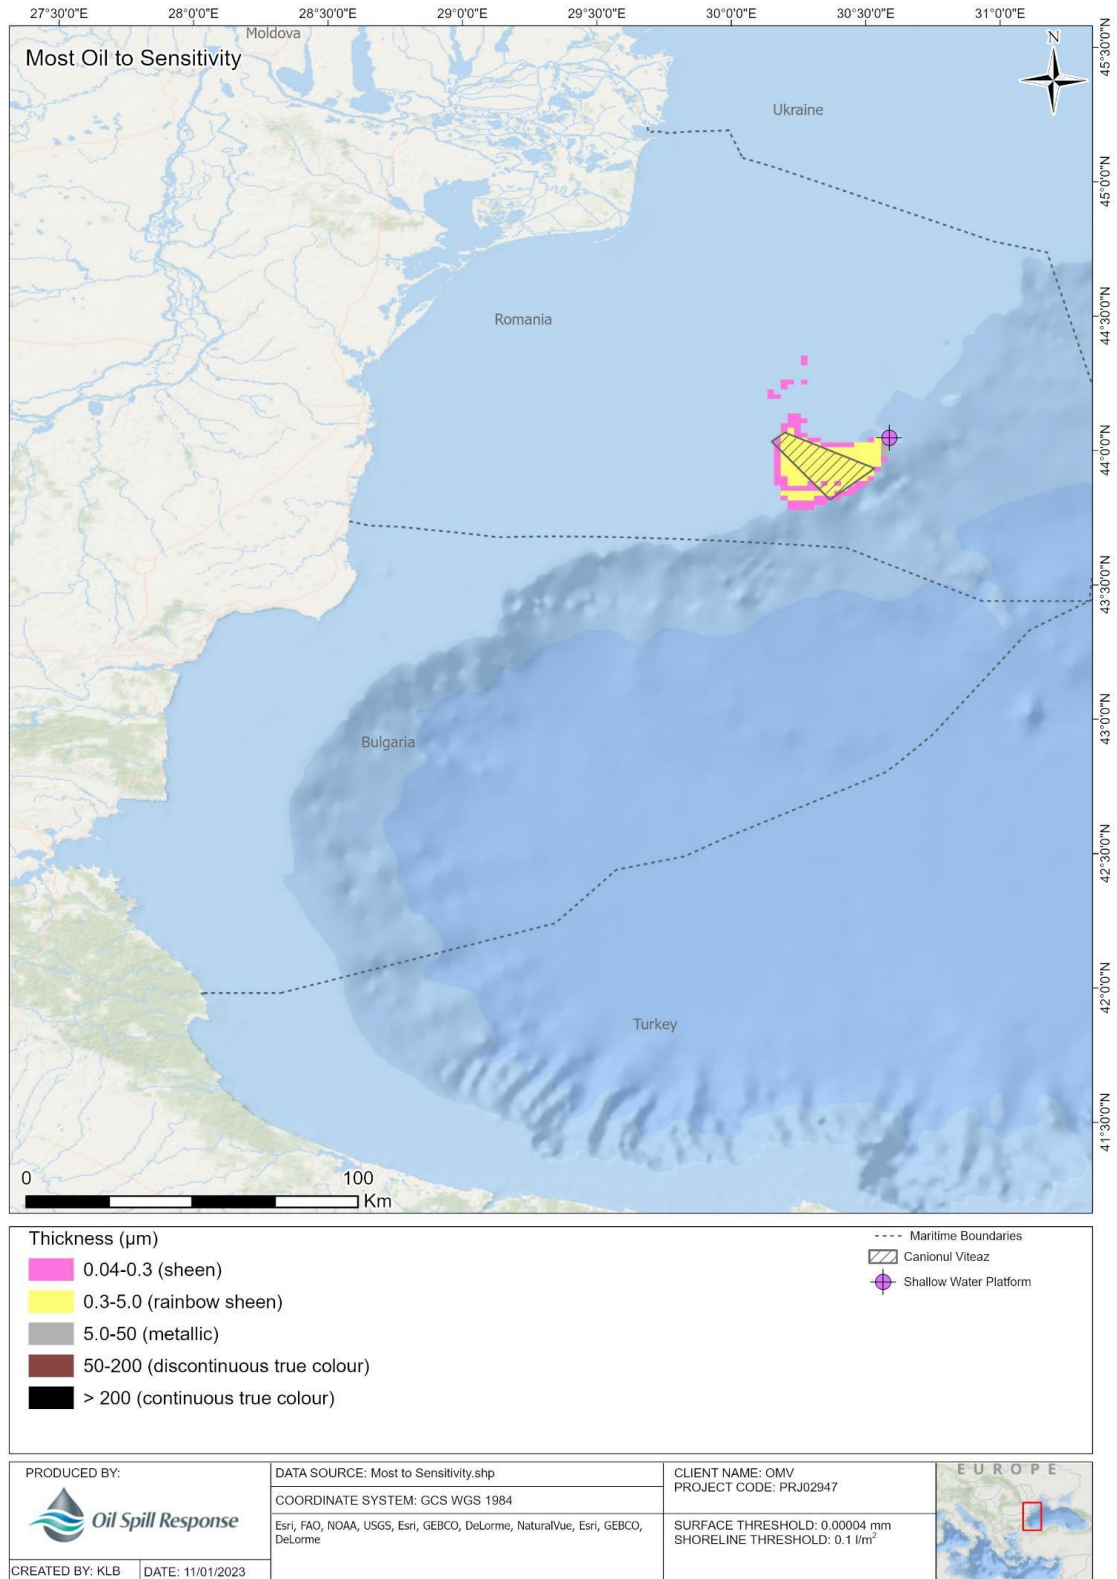 27°30'0"E 28°0'0"E 28°30'0"E 29°0'0"E 29°30'0"E 30°0'0"E 30°30'0"E 31°0'0"E
Moldova
Most Oil to Sensitivity
N
45°30'0"N
Ukraine
45°0'0"N
44°30'0"N
Romania
44°0'0"N
43°30'0"N
43°0'0"N
Bulgaria
42°30'0"N
42°0'0"N
Turkey
41°30'0"N
0 100
Km
Thickness (µm)
0.04-0.3 (sheen)
0.3-5.0 (rainbow sheen)
5.0-50 (metallic)
50-200 (discontinuous true colour)
> 200 (continuous true colour)
Maritime Boundaries
Canionul Viteaz
Shallow Water Platform
PRODUCED BY:
Oil Spill Response
CREATED BY: KLB DATE: 11/01/2023
DATA SOURCE: Most to Sensitivity.shp
COORDINATE SYSTEM: GCS WGS 1984
Esri, FAO, NOAA, USGS, Esri, GEBCO, DeLorme, NaturalVue, Esri, GEBCO,
DeLorme
CLIENT NAME: OMV
PROJECT CODE: PRJ02947
SURFACE THRESHOLD: 0.00004 mm
SHORELINE THRESHOLD: 0.1 l/m²
EUROPE